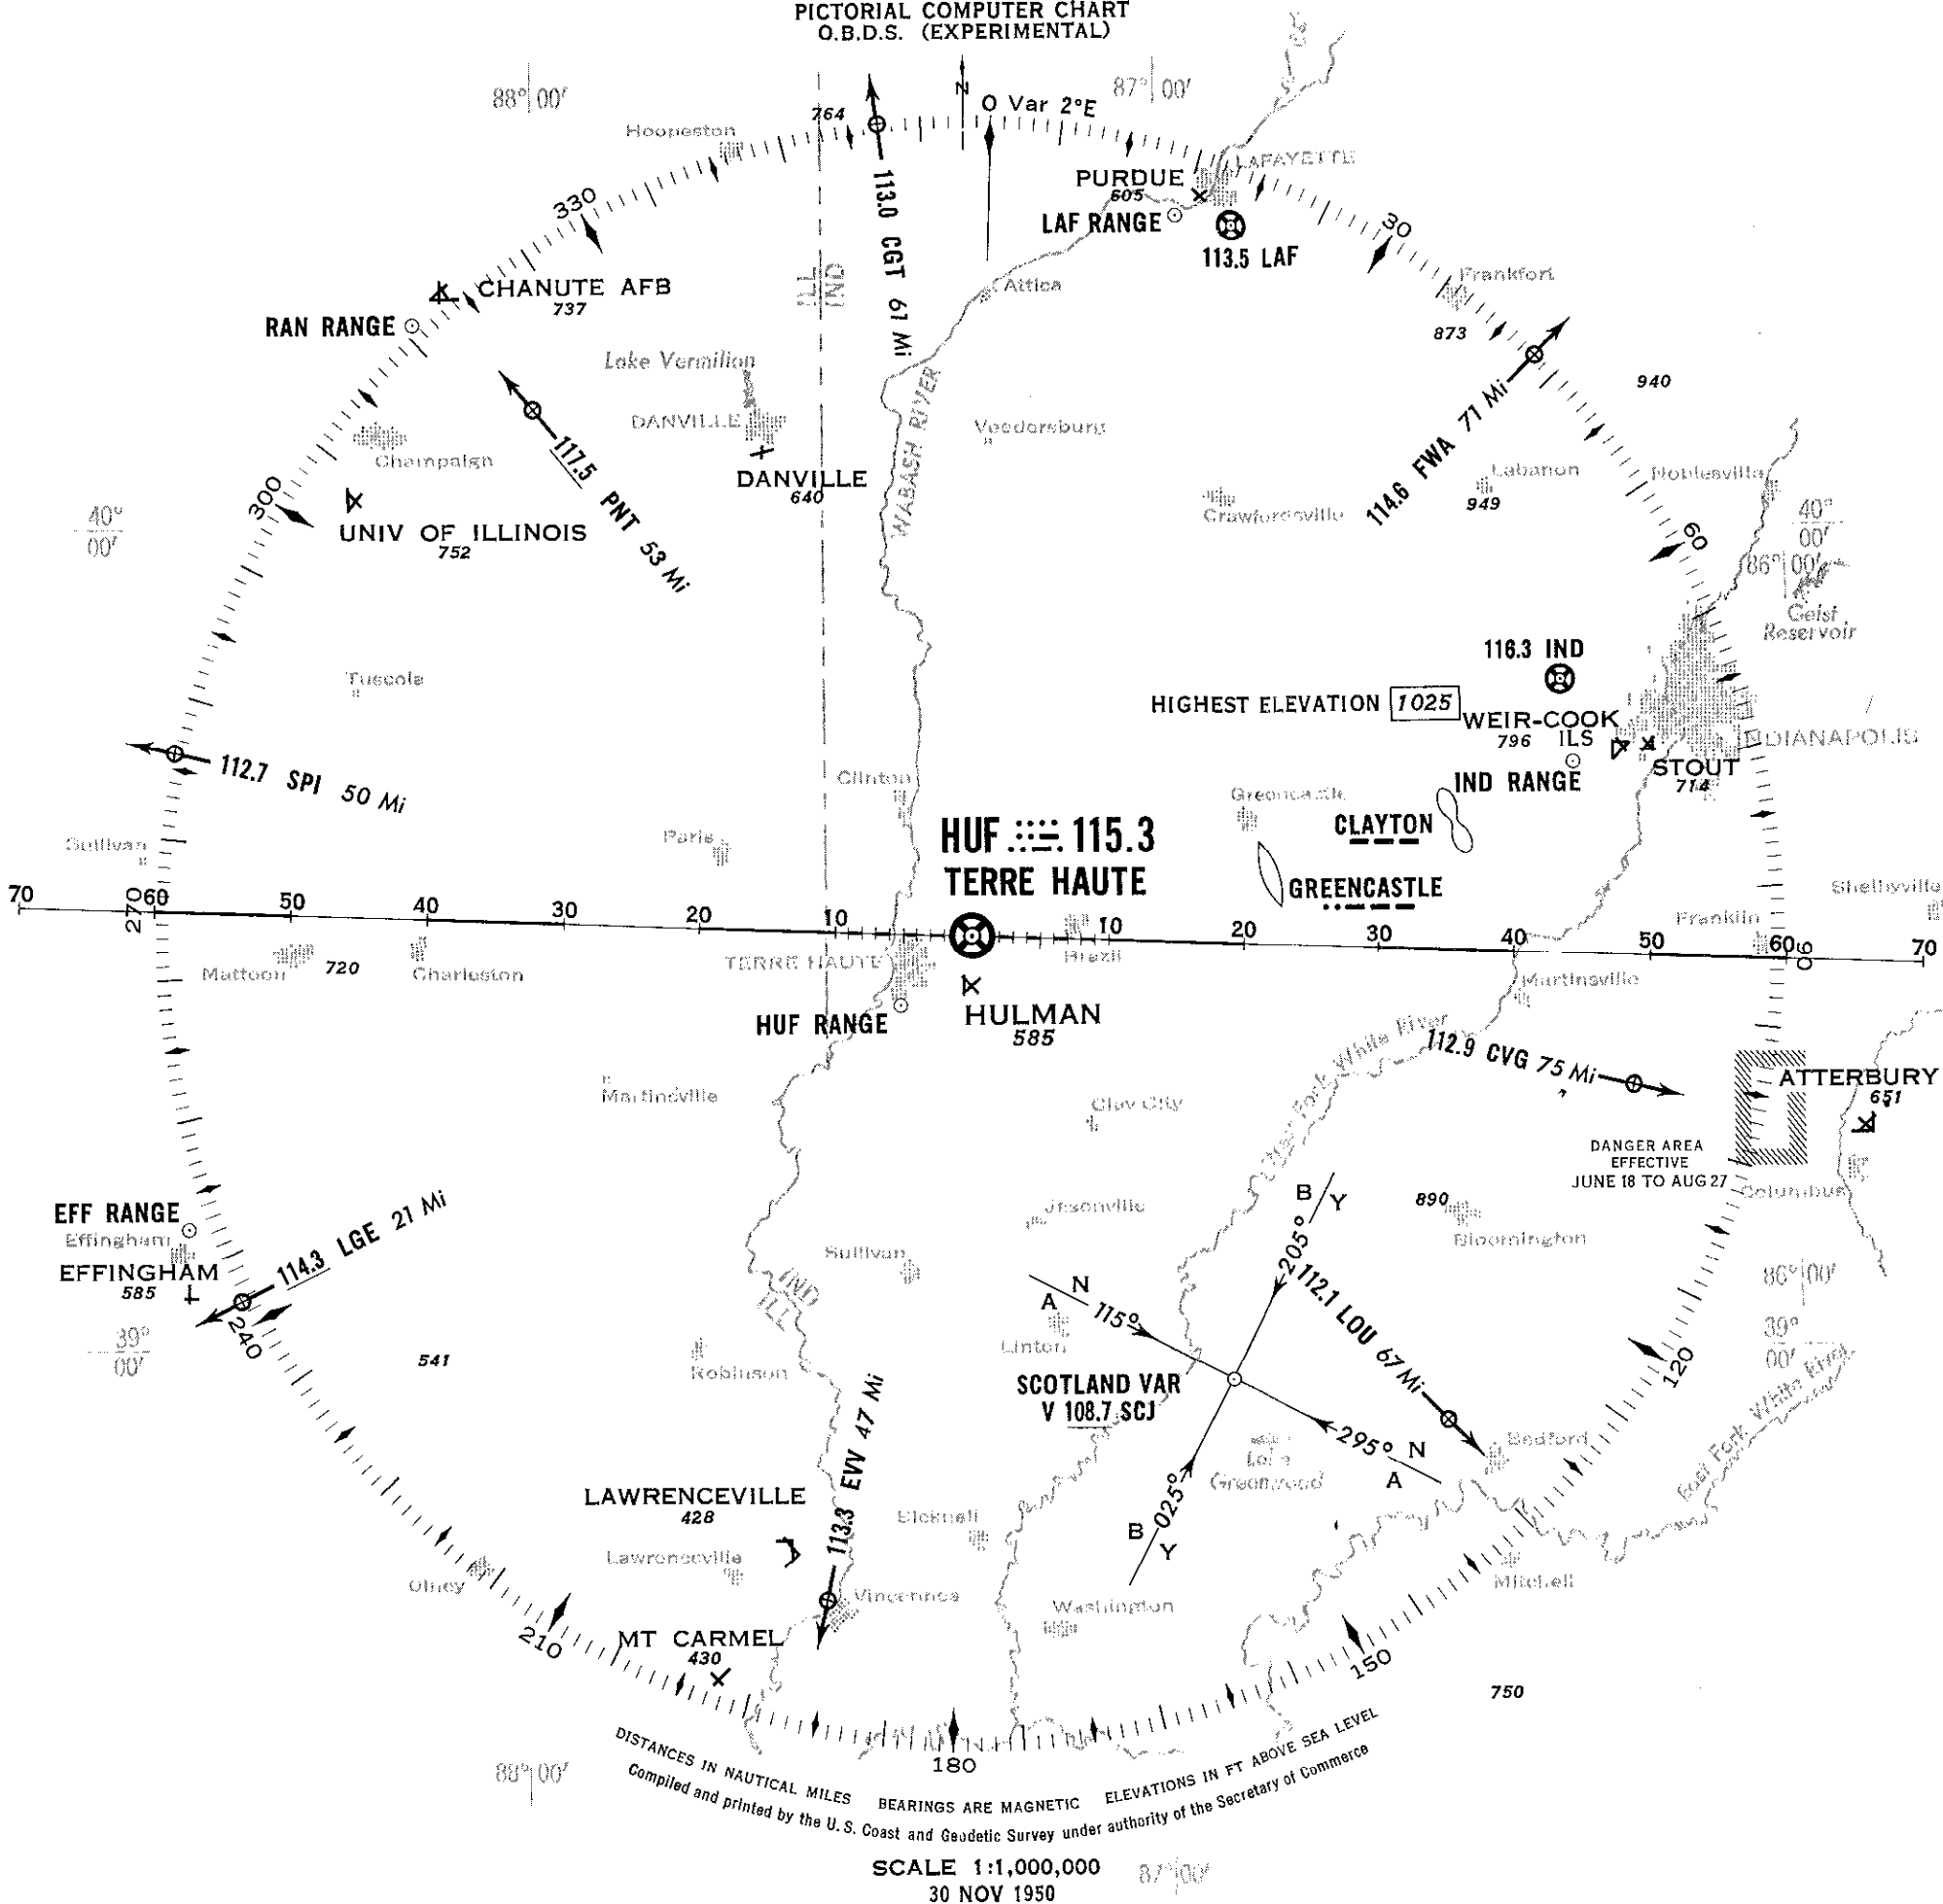 PICTORIAL COMPUTER CHART
O.B.D.S. (EXPERIMENTAL)
88° 00′
87° 00′
N
0 Var 2°E
764
Hoopeston
LAFAYETTE
PURDUE
605
LAF RANGE
113.5 LAF
330
30
113.0 CGT 61 Mi
ILL
IND
Attica
Frankfort
873
940
CHANUTE AFB
737
RAN RANGE
Lake Vermilion
DANVILLE
DANVILLE
640
WABASH RIVER
Veedersburg
114.6 FWA 71 Mi
Champaign
117.5 PNT 53 Mi
300
UNIV OF ILLINOIS
752
Crawfordsville
Lebanon
949
Noblesville
40°
00′
40°
00′
60
86° 00′
Geist
Reservoir
Tuscola
116.3 IND
HIGHEST ELEVATION 1025
WEIR-COOK
796 ILS
INDIANAPOLIS
STOUT
714
IND RANGE
112.7 SPI 50 Mi
Clinton
Greencastle
CLAYTON
Sullivan
Paris
HUF 115.3
TERRE HAUTE
GREENCASTLE
Shelbyville
Franklin
70 60 50 40 30 20 10 10 20 30 40 50 60 70
270
90
Mattoon
720
Charleston
TERRE HAUTE
Brazil
Martinsville
HUF RANGE
HULMAN
585
West Fork White River
112.9 CVG 75 Mi
ATTERBURY
651
Martinsville
Clay City
DANGER AREA
EFFECTIVE
JUNE 18 TO AUG 27
Columbus
EFF RANGE
Effingham
EFFINGHAM
585
114.3 LGE 21 Mi
240
Jasonville
Sullivan
B Y
205°
890
Bloomington
IND
ILL
N
A
115°
Linton
112.1 LOU 67 Mi
86° 00′
39°
00′
39°
00′
541
Robinson
SCOTLAND VAR
V 108.7 SCJ
120
East Fork White River
113.3 EVV 47 Mi
295°
N
A
Bedford
Lake
Greenwood
025°
B
Y
LAWRENCEVILLE
428
Lawrenceville
Bicknell
Olney
Vincennes
Washington
Mitchell
210
MT CARMEL
430
150
750
180
88° 00′
DISTANCES IN NAUTICAL MILES BEARINGS ARE MAGNETIC ELEVATIONS IN FT ABOVE SEA LEVEL
Compiled and printed by the U. S. Coast and Geodetic Survey under authority of the Secretary of Commerce
SCALE 1:1,000,000
87° 00′
30 NOV 1950